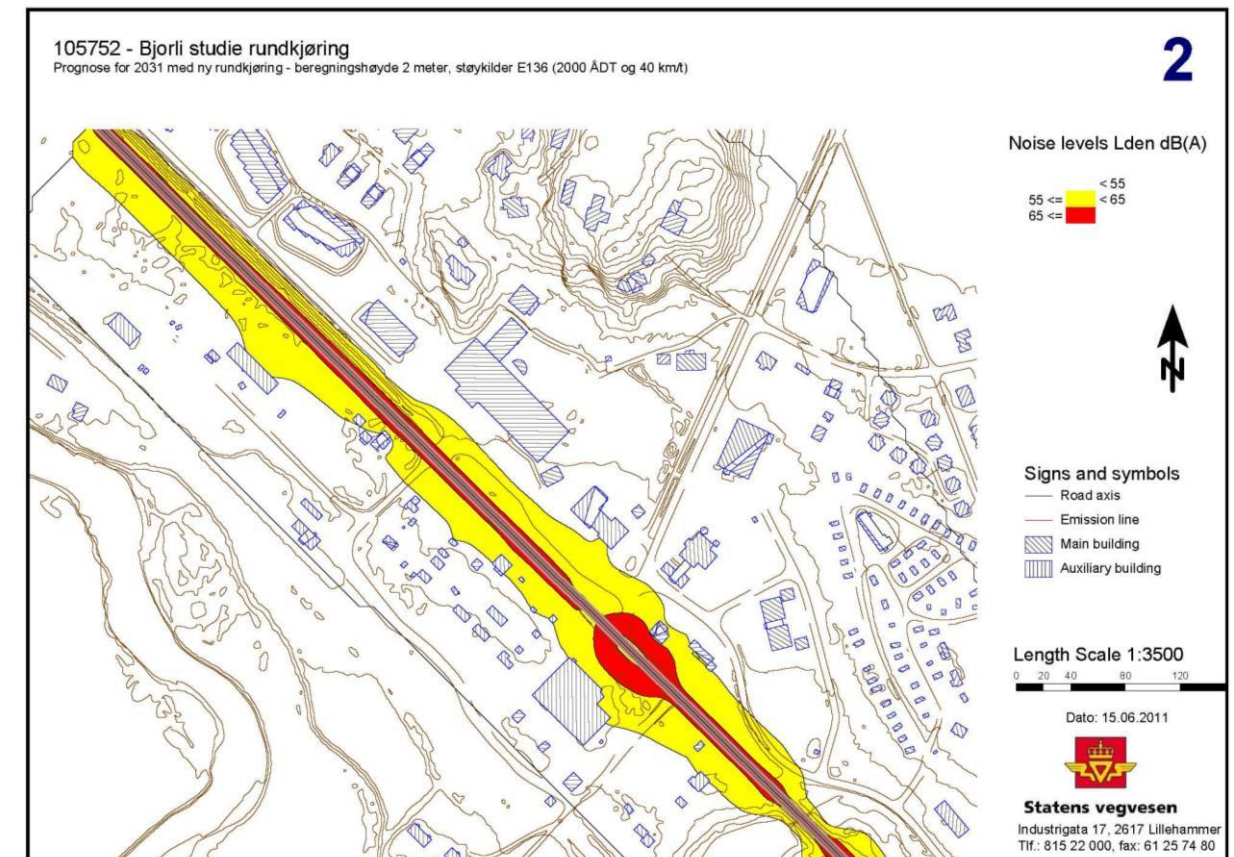 105752 - Bjorli studie rundkjøring
Prognose for 2031 med ny rundkjøring - beregningshøyde 2 meter, støykilder E136 (2000 ÅDT og 40 km/t)
2
Noise levels Lden dB(A)
< 55
55 <= < 65
65 <=
N
Signs and symbols
Road axis
Emission line
Main building
Auxiliary building
Length Scale 1:3500
0 20 40 80 120
Dato: 15.06.2011
Statens vegvesen
Industrigata 17, 2617 Lillehammer
Tlf.: 815 22 000, fax: 61 25 74 80